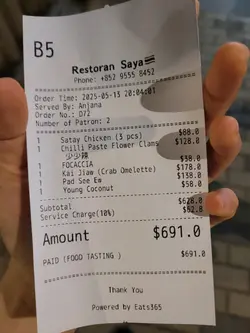 B5
Restoran Saya
Phone: +852 9555 8452
Order Time: 2025-05-13 20:04:01
Served By: Anjana
Order No.: D72
Number of Patron: 2
1 Satay Chicken (3 pcs) $88.0
1 Chilli Paste Flower Clams $128.0
少少辣
1 FOCACCIA $38.0
1 Kai Jiaw (Crab Omelette) $178.0
1 Pad See Ew $138.0
1 Young Coconut $58.0
Subtotal $628.0
Service Charge(10%) $62.8
Amount $691.0
PAID (FOOD TASTING ) $691.0
Thank You
Powered by Eats365